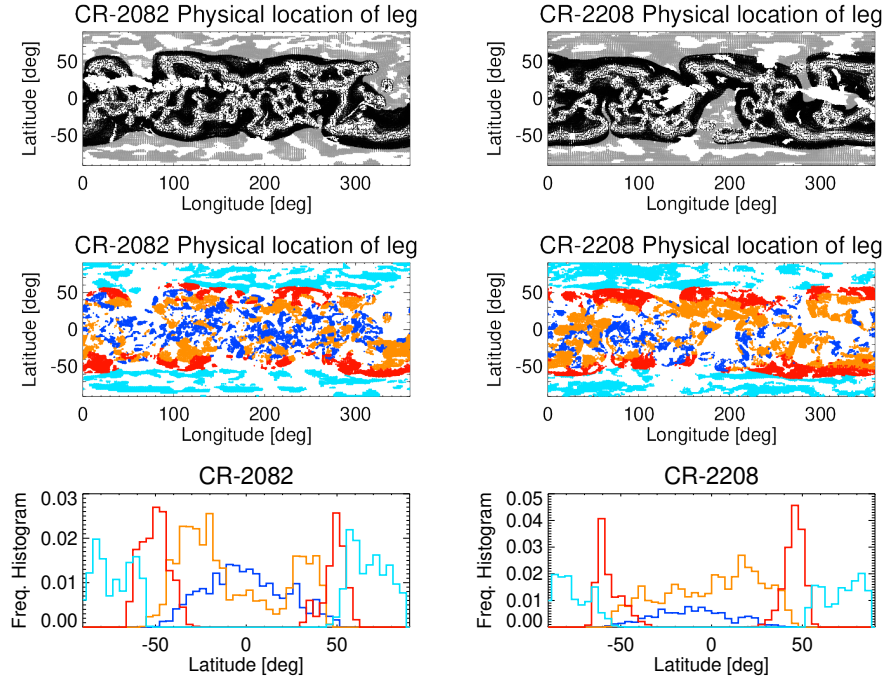 CR-2082 Physical location of leg
CR-2208 Physical location of leg
Latitude [deg]
50
0
-50
0 100 200 300
Longitude [deg]
Latitude [deg]
50
0
-50
0 100 200 300
Longitude [deg]
CR-2082 Physical location of leg
CR-2208 Physical location of leg
Latitude [deg]
50
0
-50
0 100 200 300
Longitude [deg]
Latitude [deg]
50
0
-50
0 100 200 300
Longitude [deg]
CR-2082
CR-2208
Freq. Histogram
0.03
0.02
0.01
0.00
-50 0 50
Latitude [deg]
Freq. Histogram
0.05
0.04
0.03
0.02
0.01
0.00
-50 0 50
Latitude [deg]